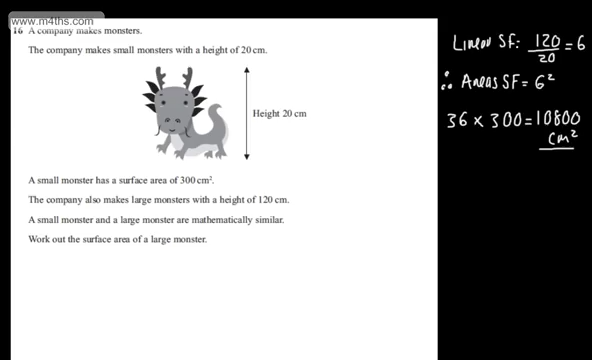 www.m4ths.com
16 A company makes monsters.
The company makes small monsters with a height of 20 cm.
Height 20 cm
A small monster has a surface area of 300 cm².
The company also makes large monsters with a height of 120 cm.
A small monster and a large monster are mathematically similar.
Work out the surface area of a large monster.
Linear SF: 120/20 = 6
∴ Areas SF = 6²
36 × 300 = 10800
cm²